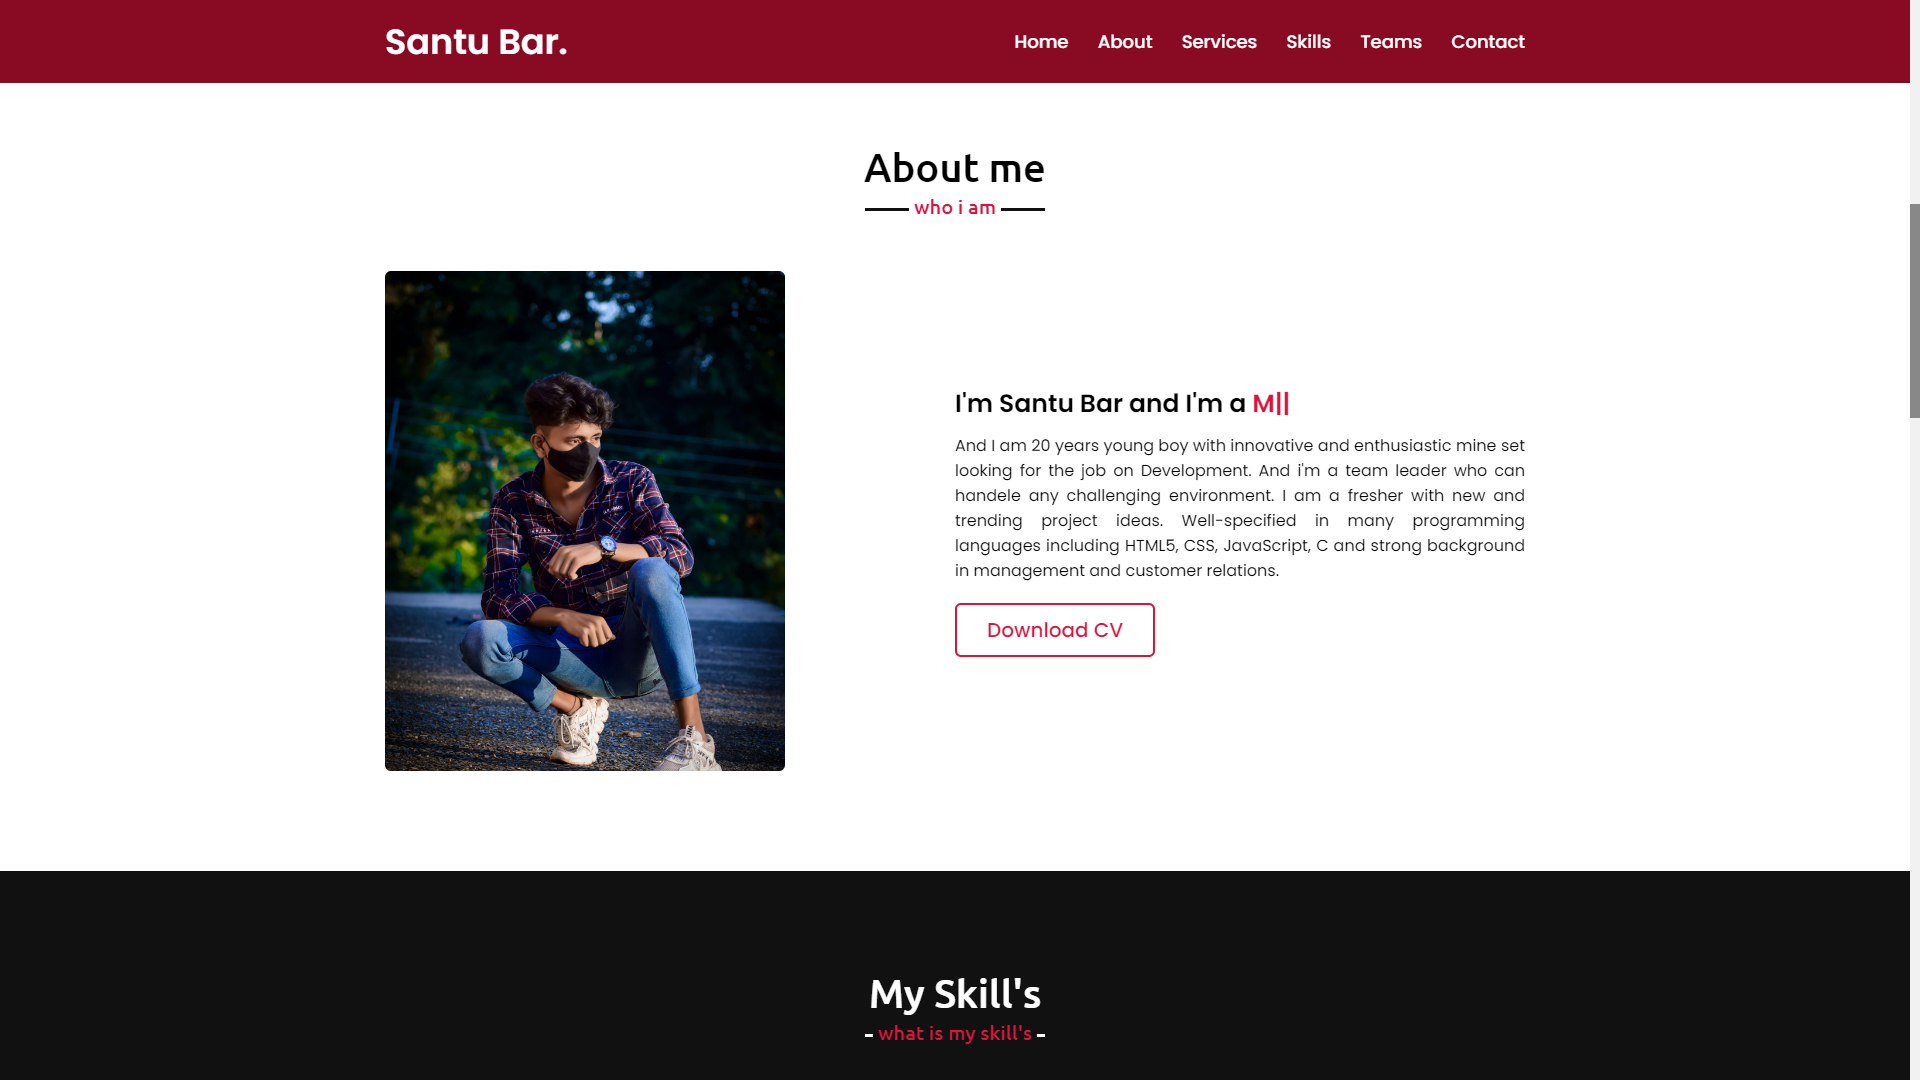 Santu Bar.
Home About Services Skills Teams Contact
About me
who i am
I'm Santu Bar and I'm a M||
And I am 20 years young boy with innovative and enthusiastic mine set
looking for the job on Development. And i'm a team leader who can
handele any challenging environment. I am a fresher with new and
trending project ideas. Well-specified in many programming
languages including HTML5, CSS, JavaScript, C and strong background
in management and customer relations.
Download CV
My Skill's
what is my skill's